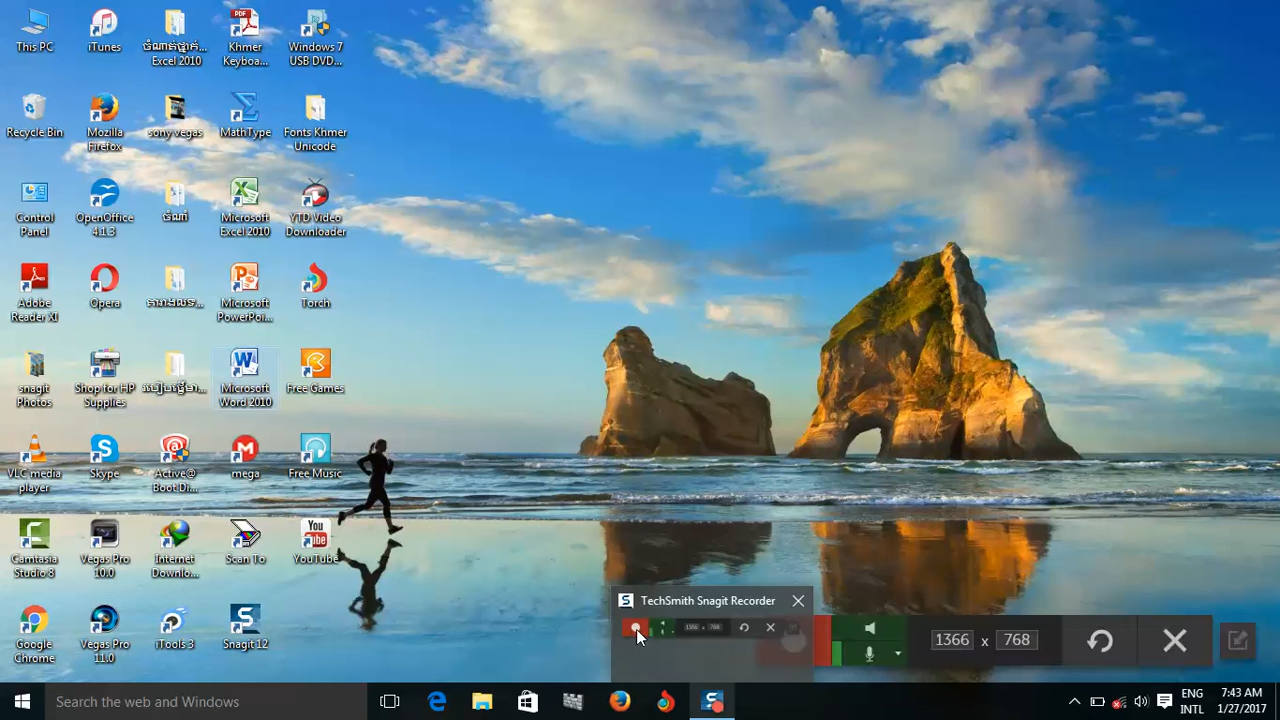 This PC
iTunes
Excel 2010
Khmer
Keyboa...
Windows 7
USB DVD...
Recycle Bin
Mozilla
Firefox
sony vegas
MathType
Fonts Khmer
Unicode
Control
Panel
OpenOffice
4.1.3
ចំណាំ
Microsoft
Excel 2010
YTD Video
Downloader
Adobe
Reader XI
Opera
Microsoft
PowerPoi...
Torch
snagit
Photos
Shop for HP
Supplies
Microsoft
Word 2010
Free Games
VLC media
player
Skype
Active@
Boot Di...
mega
Free Music
Camtasia
Studio 8
Vegas Pro
10.0
Internet
Downlo...
Scan To
YouTube
Google
Chrome
Vegas Pro
11.0
iTools 3
Snagit 12
TechSmith Snagit Recorder
1366 x 768
1366 x 768
Search the web and Windows
ENG
INTL
7:43 AM
1/27/2017